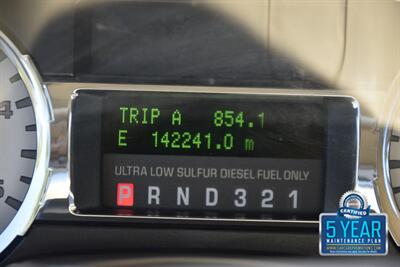 TRIP A 854.1
E 142241.0 m
ULTRA LOW SULFUR DIESEL FUEL ONLY
P R N D 3 2 1
CERTIFIED
5 YEAR
MAINTENANCE PLAN